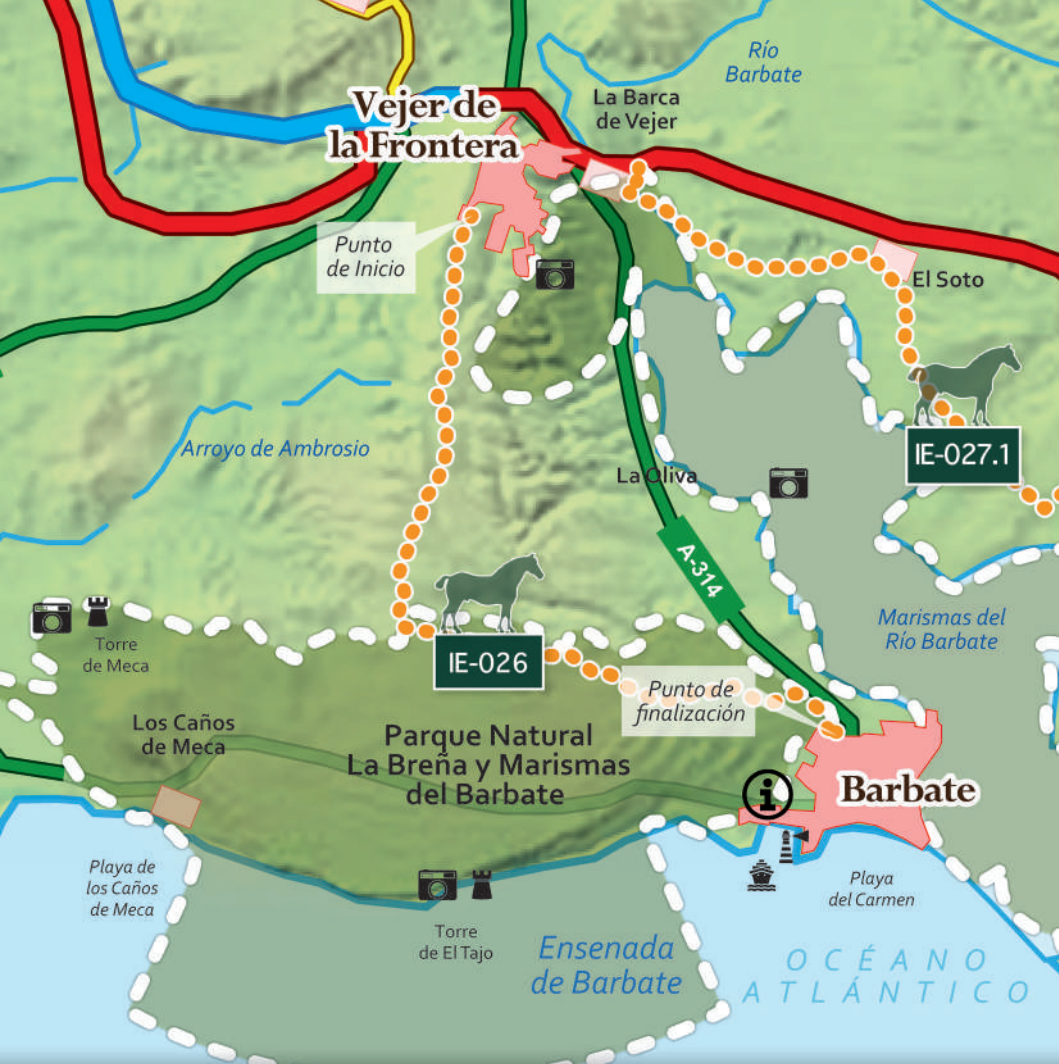 Río
Barbate
La Barca
de Vejer
Vejer de
la Frontera
Punto
de Inicio
El Soto
Arroyo de Ambrosio
IE-027.1
La Oliva
A-314
Marismas del
Río Barbate
Torre
de Meca
IE-026
Punto de
finalización
Los Caños
de Meca
Parque Natural
La Breña y Marismas
del Barbate
Barbate
Playa de
los Caños
de Meca
Playa
del Carmen
Torre
de El Tajo
Ensenada
de Barbate
OCÉANO
ATLÁNTICO